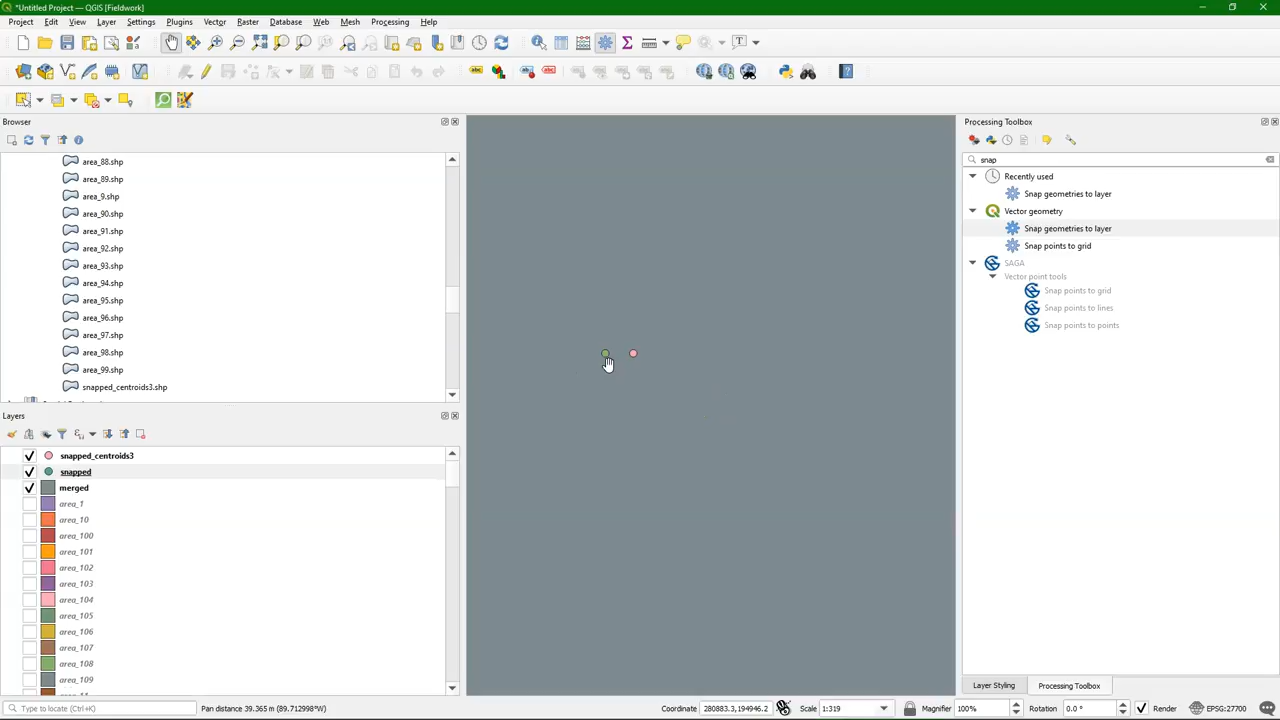 *Untitled Project — QGIS [Fieldwork]
Project Edit View Layer Settings Plugins Vector Raster Database Web Mesh Processing Help
Browser
area_88.shp
area_89.shp
area_9.shp
area_90.shp
area_91.shp
area_92.shp
area_93.shp
area_94.shp
area_95.shp
area_96.shp
area_97.shp
area_98.shp
area_99.shp
snapped_centroids3.shp
Layers
snapped_centroids3
snapped
merged
area_1
area_10
area_100
area_101
area_102
area_103
area_104
area_105
area_106
area_107
area_108
area_109
Processing Toolbox
snap
Recently used
Snap geometries to layer
Vector geometry
Snap geometries to layer
Snap points to grid
SAGA
Vector point tools
Snap points to grid
Snap points to lines
Snap points to points
Layer Styling Processing Toolbox
Type to locate (Ctrl+K) Pan distance 39.365 m (89.712998°) Coordinate 280883.3,194946.2 Scale 1:319 Magnifier 100% Rotation 0.0 ° Render EPSG:27700